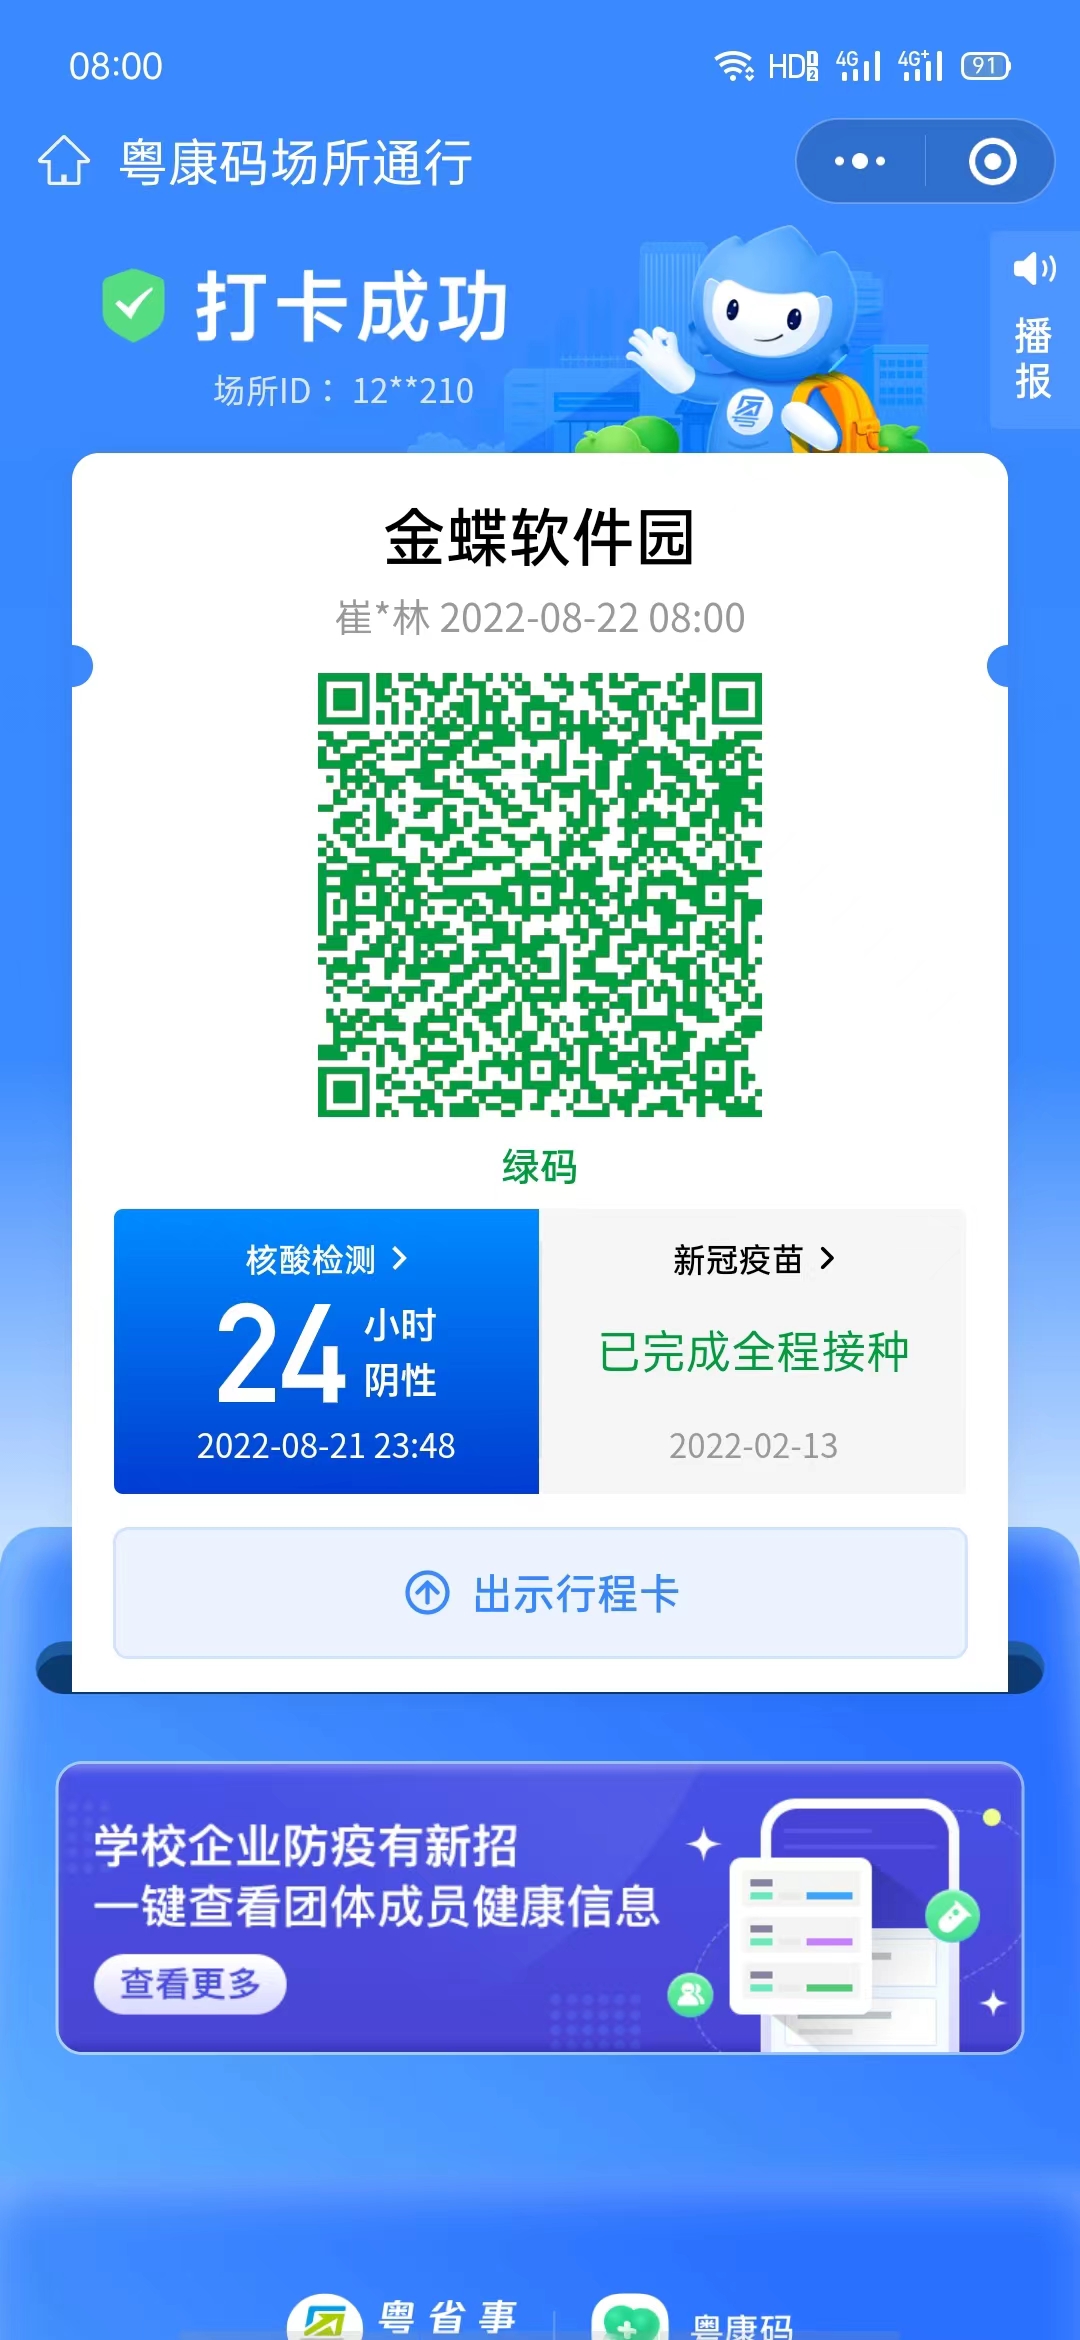 08:00
HD 1 2 4G 4G+ 91
粤康码场所通行
打卡成功
场所ID：12**210
播
报
金蝶软件园
崔*林 2022-08-22 08:00
绿码
核酸检测
24 小时
阴性
2022-08-21 23:48
新冠疫苗
已完成全程接种
2022-02-13
出示行程卡
学校企业防疫有新招
一键查看团体成员健康信息
查看更多
粤省事
粤康码